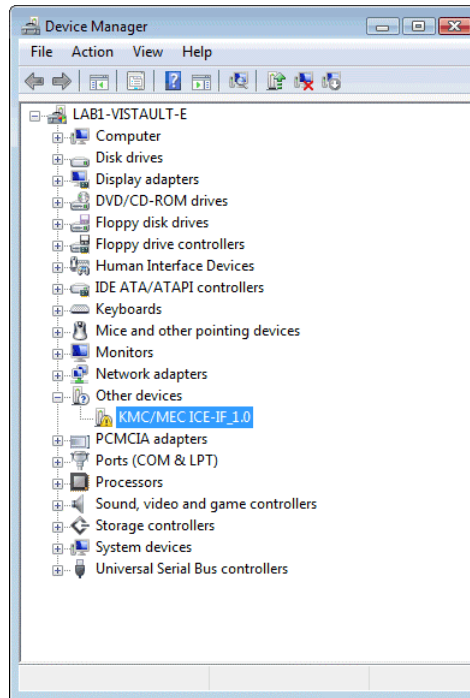 Device Manager
File Action View Help
LAB1-VISTAULT-E
Computer
Disk drives
Display adapters
DVD/CD-ROM drives
Floppy disk drives
Floppy drive controllers
Human Interface Devices
IDE ATA/ATAPI controllers
Keyboards
Mice and other pointing devices
Monitors
Network adapters
Other devices
KMC/MEC ICE-IF_1.0
PCMCIA adapters
Ports (COM & LPT)
Processors
Sound, video and game controllers
Storage controllers
System devices
Universal Serial Bus controllers